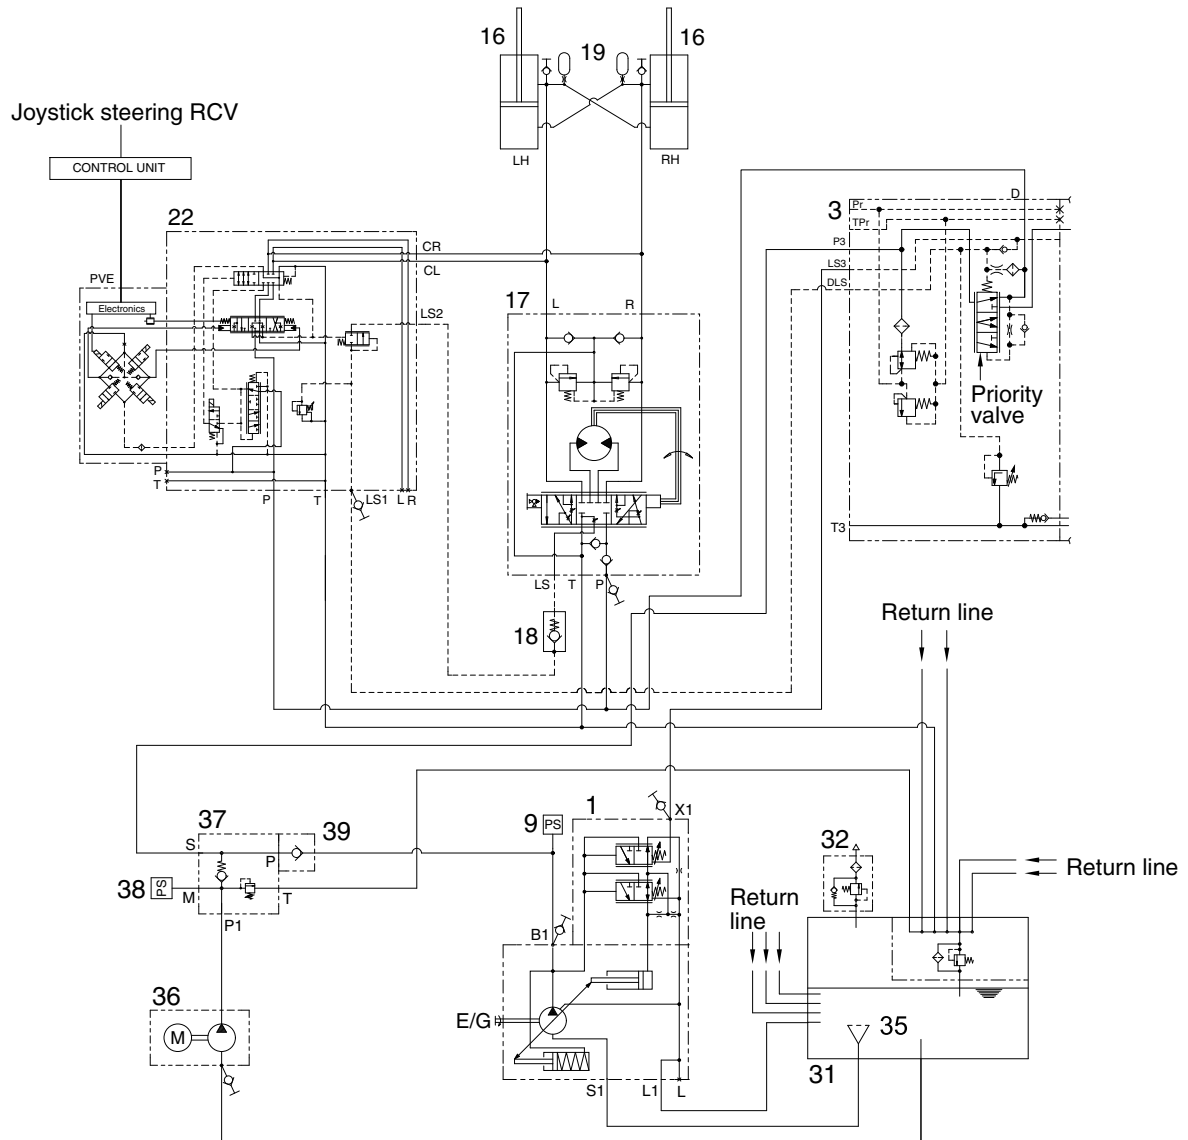 16
19
16
Joystick steering RCV
CONTROL UNIT
LH
RH
22
D
3
Pr
TPr
CR
P3
CL
LS3
PVE
DLS
17
L
R
Electronics
LS2
Priority
valve
P
T
P
T
LS1
L
R
T3
LS
T
P
18
Return line
1
9
PS
X1
37
39
S
P
32
Return line
38
PS
M
T
Return
line
P1
B1
36
M
E/G
35
31
S1
L1
L